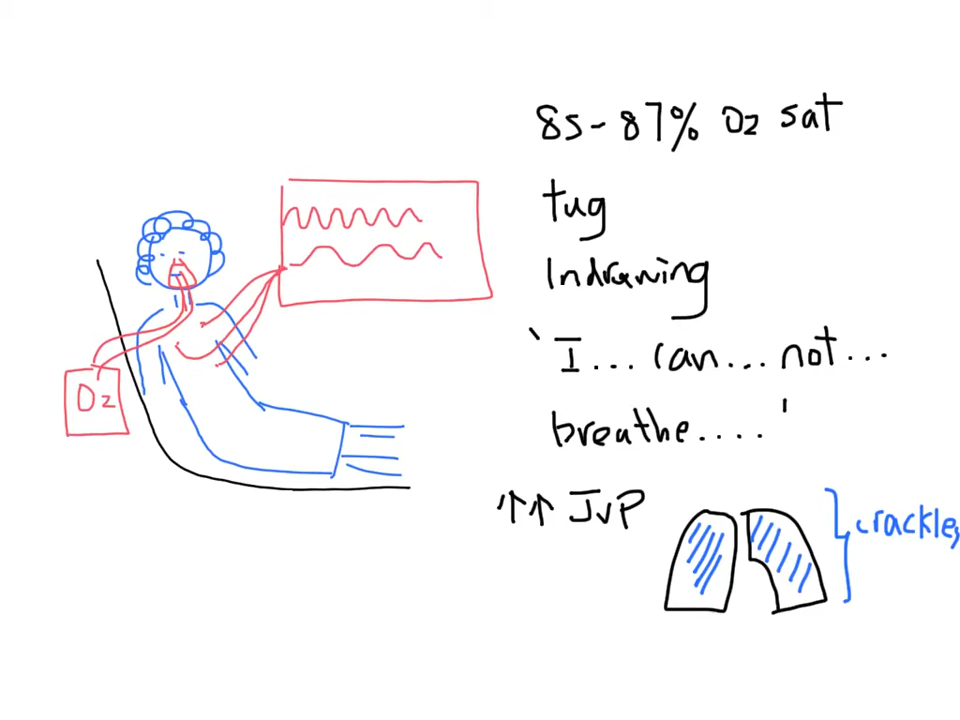 85-87% O2 sat
tug
Indrawing
'I... can... not...
breathe....'
↑↑ JVP
crackles
O2